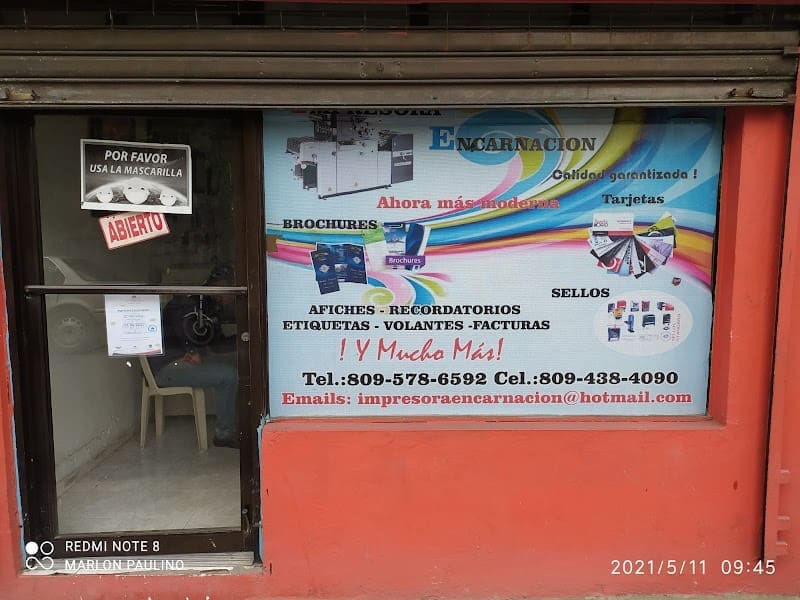 POR FAVOR
USA LA MASCARILLA
ABIERTO
IMPRESORA
ENCARNACION
Calidad garantizada !
Ahora más moderna
Tarjetas
BROCHURES
Brochures
SELLOS
AFICHES - RECORDATORIOS
ETIQUETAS - VOLANTES -FACTURAS
! Y Mucho Más!
Tel.:809-578-6592 Cel.:809-438-4090
Emails: impresoraencarnacion@hotmail.com
REDMI NOTE 8
MARLON PAULINO
2021/5/11 09:45